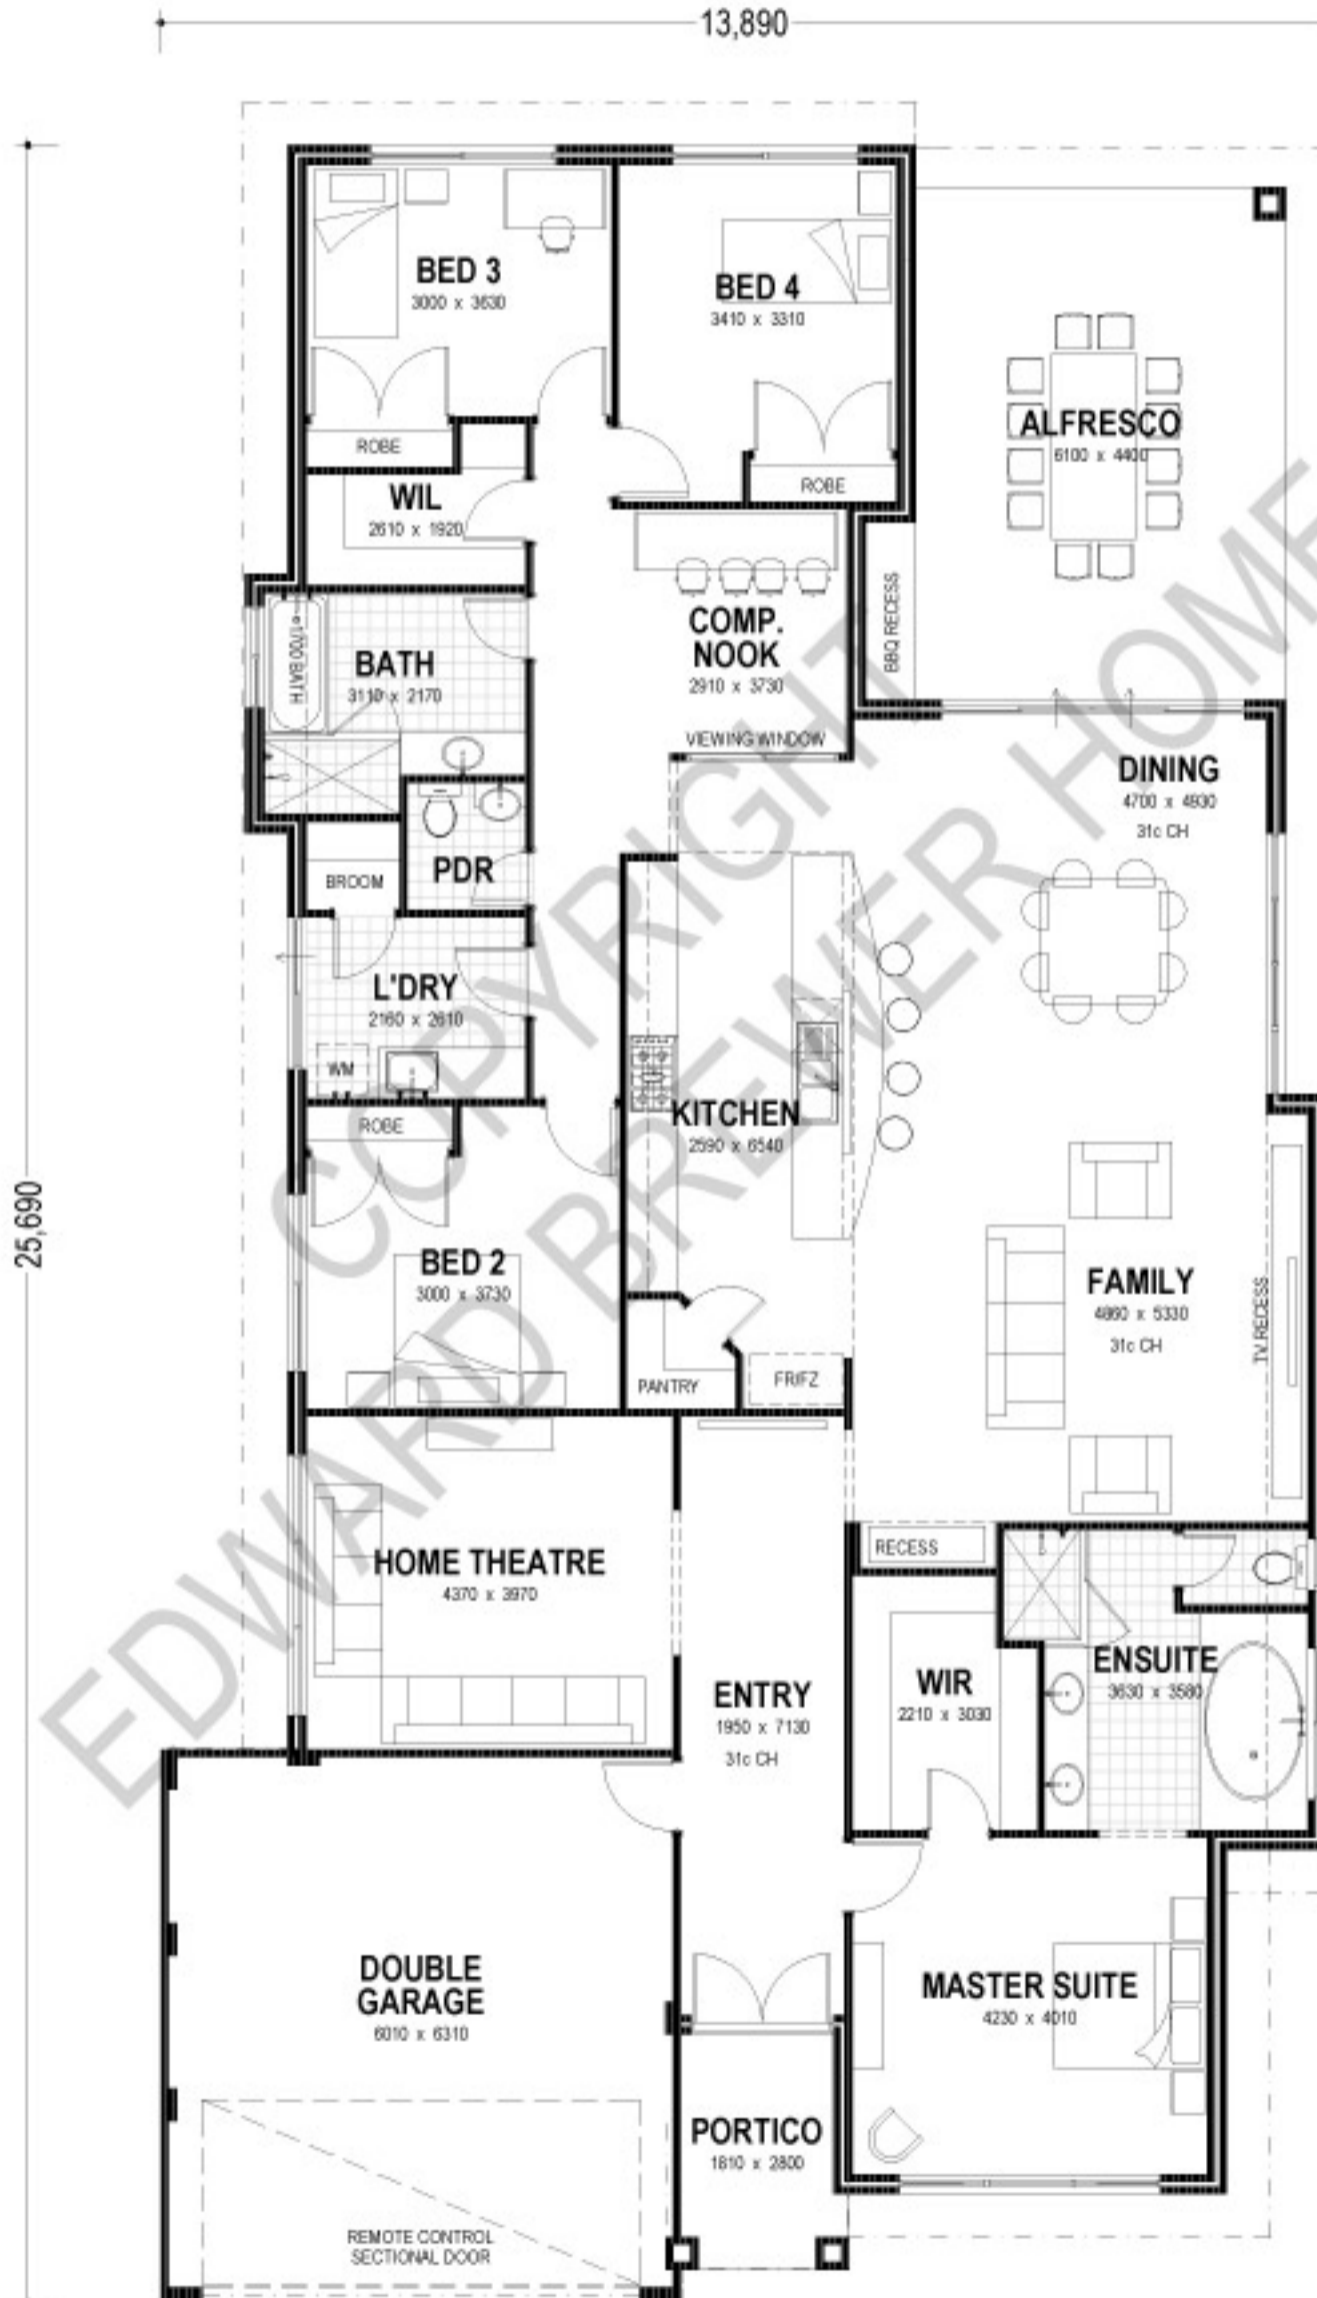 13,890
25,690
BED 3
3000 x 3630
BED 4
3410 x 3310
ALFRESCO
6100 x 4400
ROBE
ROBE
WIL
2610 x 1920
BBQ RECESS
COMP.
NOOK
2910 x 3730
VIEWING WINDOW
1700 BATH
BATH
3110 x 2170
DINING
4700 x 4930
31c CH
PDR
BROOM
L'DRY
2160 x 2610
WM
ROBE
KITCHEN
2590 x 6540
BED 2
3000 x 3730
FAMILY
4860 x 5330
31c CH
T.V. RECESS
PANTRY
FR/FZ
HOME THEATRE
4370 x 3970
RECESS
ENTRY
1950 x 7130
31c CH
WIR
2210 x 3030
ENSUITE
3630 x 3580
DOUBLE
GARAGE
6010 x 6310
MASTER SUITE
4230 x 4010
PORTICO
1810 x 2800
REMOTE CONTROL
SECTIONAL DOOR
COPYRIGHT
EDWARD BREWER HOME